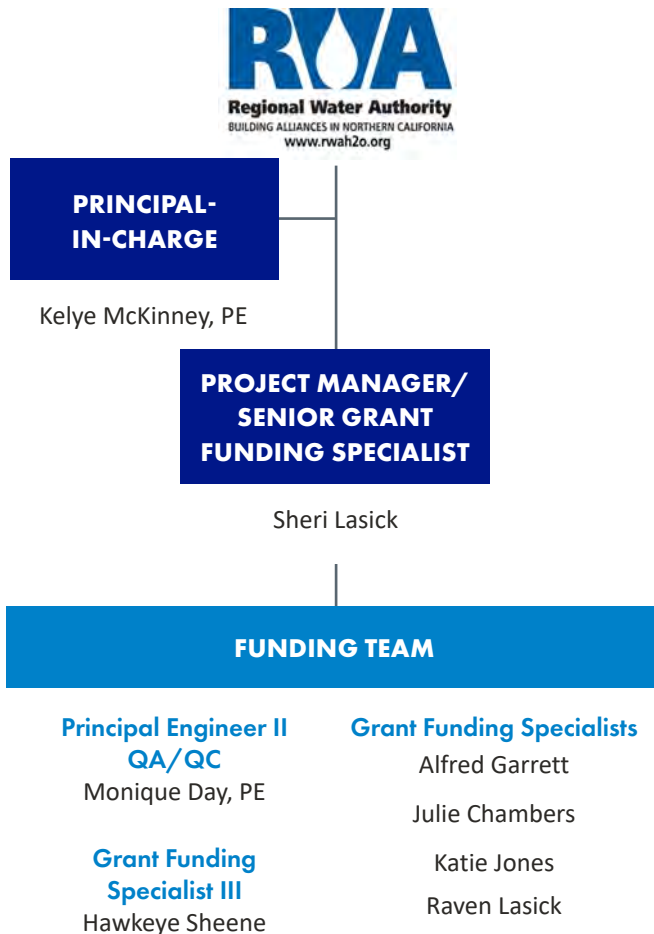 RWA
Regional Water Authority
BUILDING ALLIANCES IN NORTHERN CALIFORNIA
www.rwah2o.org
PRINCIPAL-
IN-CHARGE
Kelye McKinney, PE
PROJECT MANAGER/
SENIOR GRANT
FUNDING SPECIALIST
Sheri Lasick
FUNDING TEAM
Principal Engineer II
QA/QC
Monique Day, PE
Grant Funding
Specialist III
Hawkeye Sheene
Grant Funding Specialists
Alfred Garrett
Julie Chambers
Katie Jones
Raven Lasick